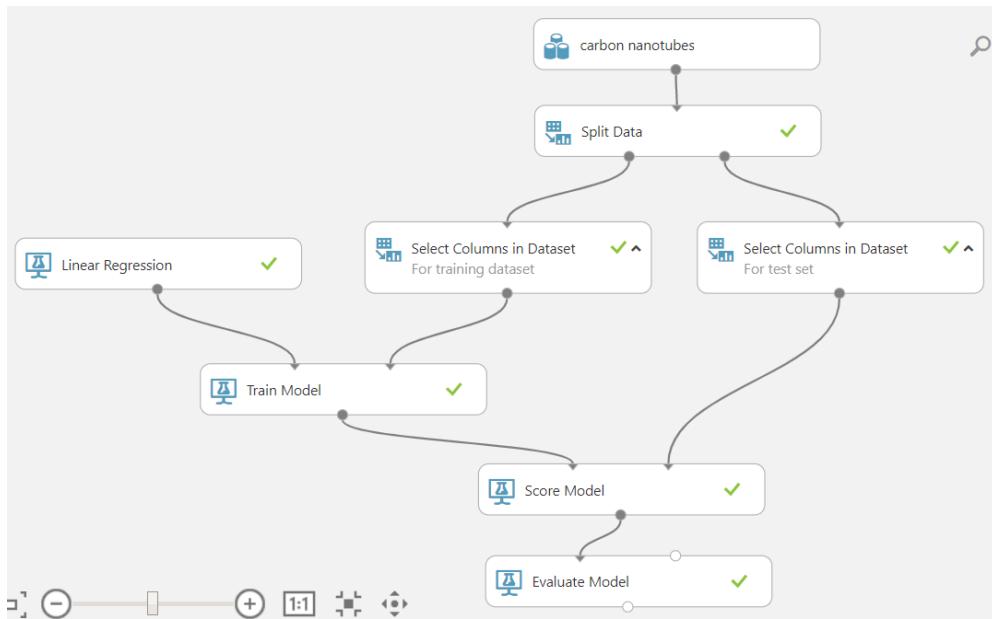 carbon nanotubes
Split Data
Select Columns in Dataset
For training dataset
Select Columns in Dataset
For test set
Linear Regression
Train Model
Score Model
Evaluate Model
1:1